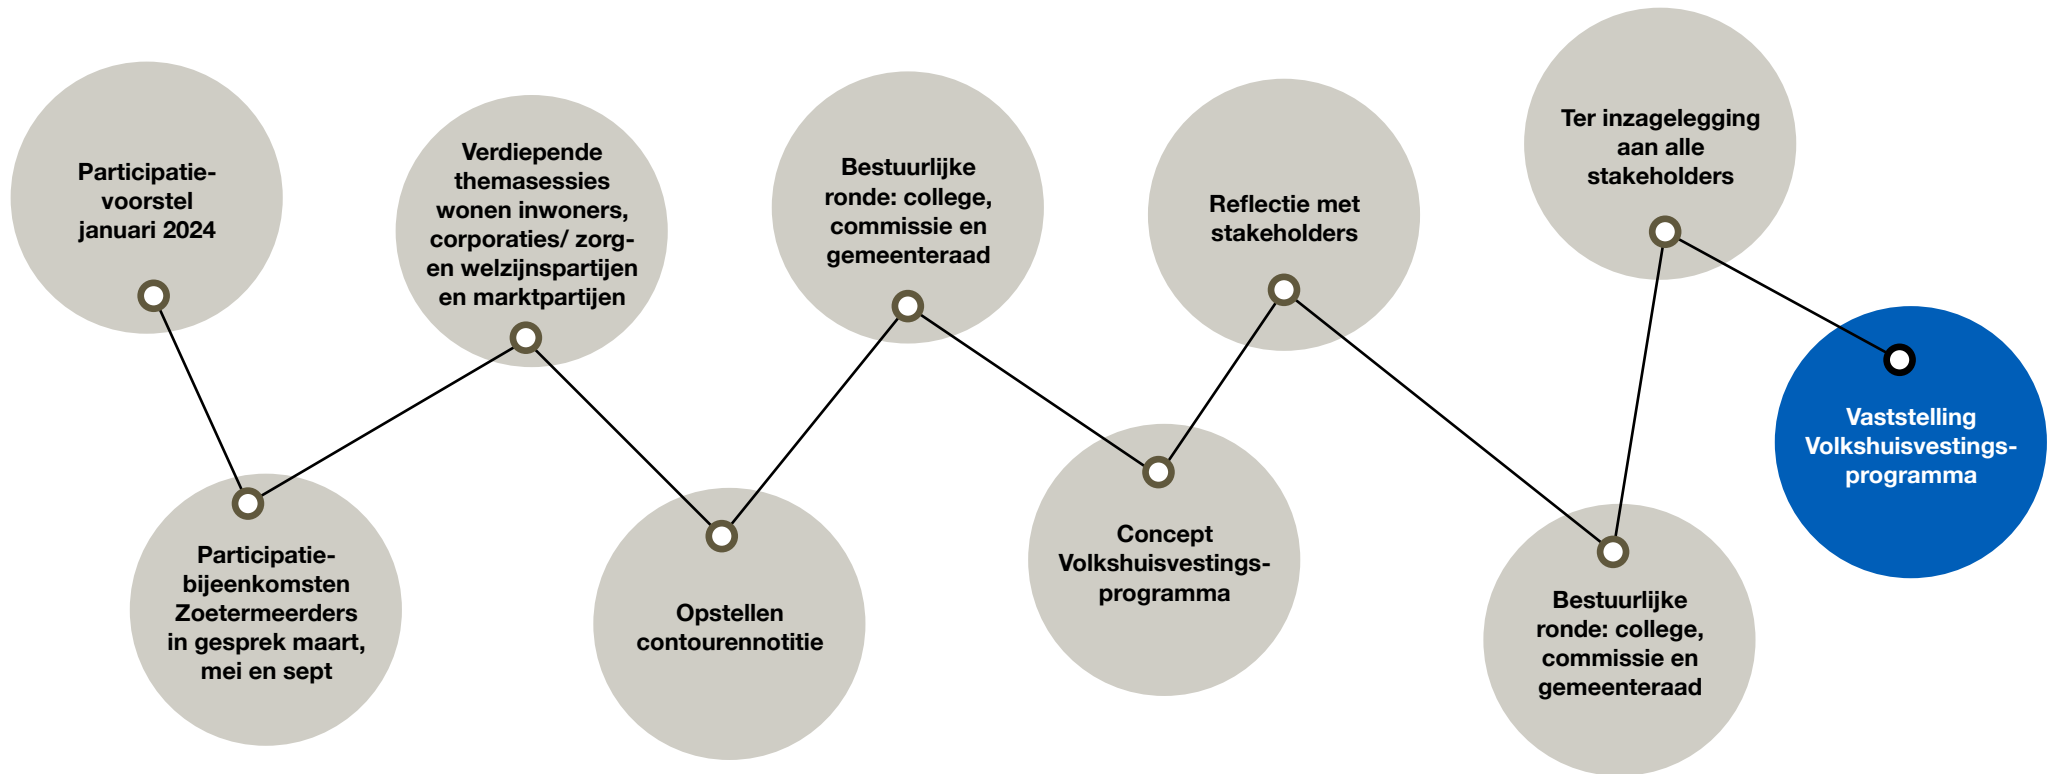 Participatie-
voorstel
januari 2024
Participatie-
bijeenkomsten
Zoetermeerders
in gesprek maart,
mei en sept
Verdiepende
themasessies
wonen inwoners,
corporaties/ zorg-
en welzijnspartijen
en marktpartijen
Opstellen
contourennotitie
Bestuurlijke
ronde: college,
commissie en
gemeenteraad
Concept
Volkshuisvestings-
programma
Reflectie met
stakeholders
Bestuurlijke
ronde: college,
commissie en
gemeenteraad
Ter inzagelegging
aan alle
stakeholders
Vaststelling
Volkshuisvestings-
programma